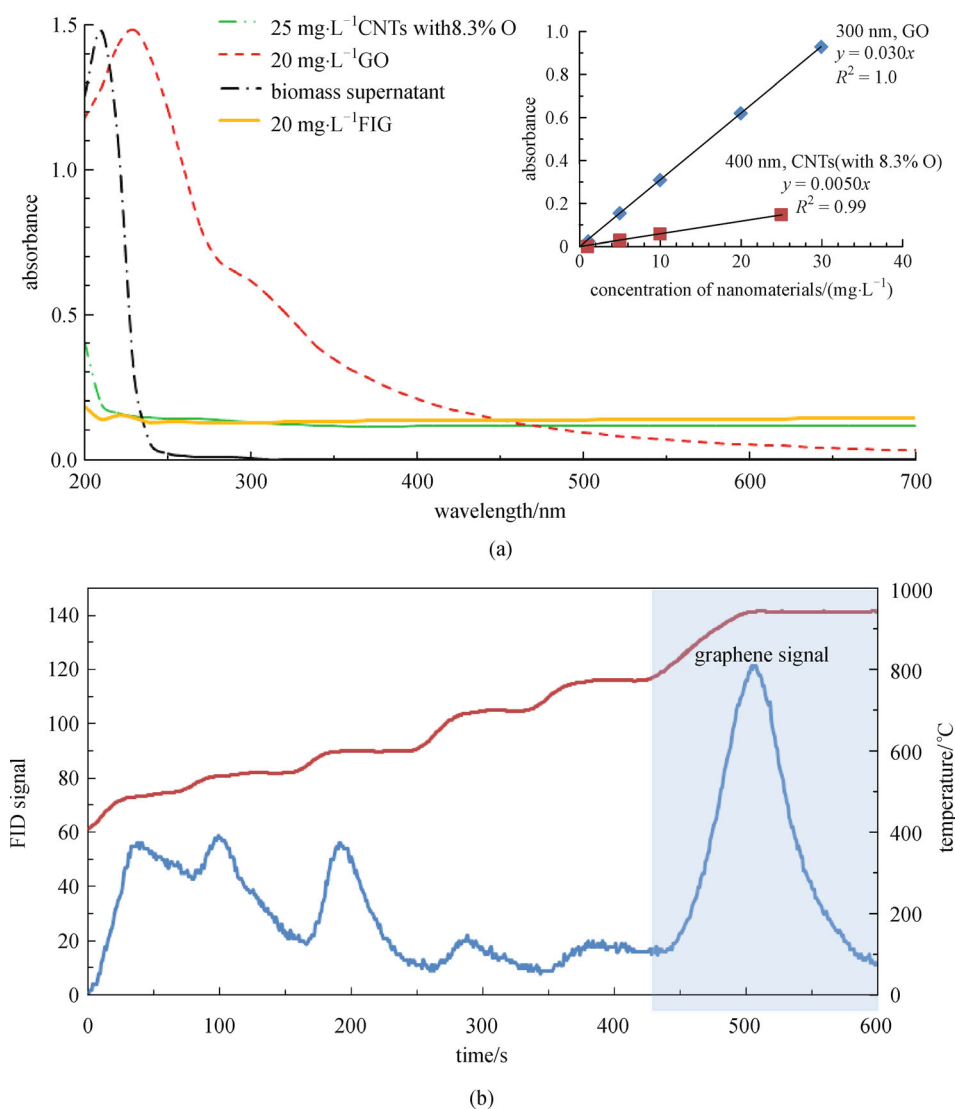 25 mg·L⁻¹CNTs with8.3% O
20 mg·L⁻¹GO
biomass supernatant
20 mg·L⁻¹FIG
1.5
1.0
0.5
0.0
absorbance
200 300 400 500 600 700
wavelength/nm
1.0
0.8
0.6
0.4
0.2
0
absorbance
300 nm, GO
y = 0.030x
R² = 1.0
400 nm, CNTs(with 8.3% O)
y = 0.0050x
R² = 0.99
0 10 20 30 40
concentration of nanomaterials/(mg·L⁻¹)
(a)
140
120
100
80
60
40
20
0
FID signal
graphene signal
1000
800
600
400
200
0
temperature/°C
0 100 200 300 400 500 600
time/s
(b)